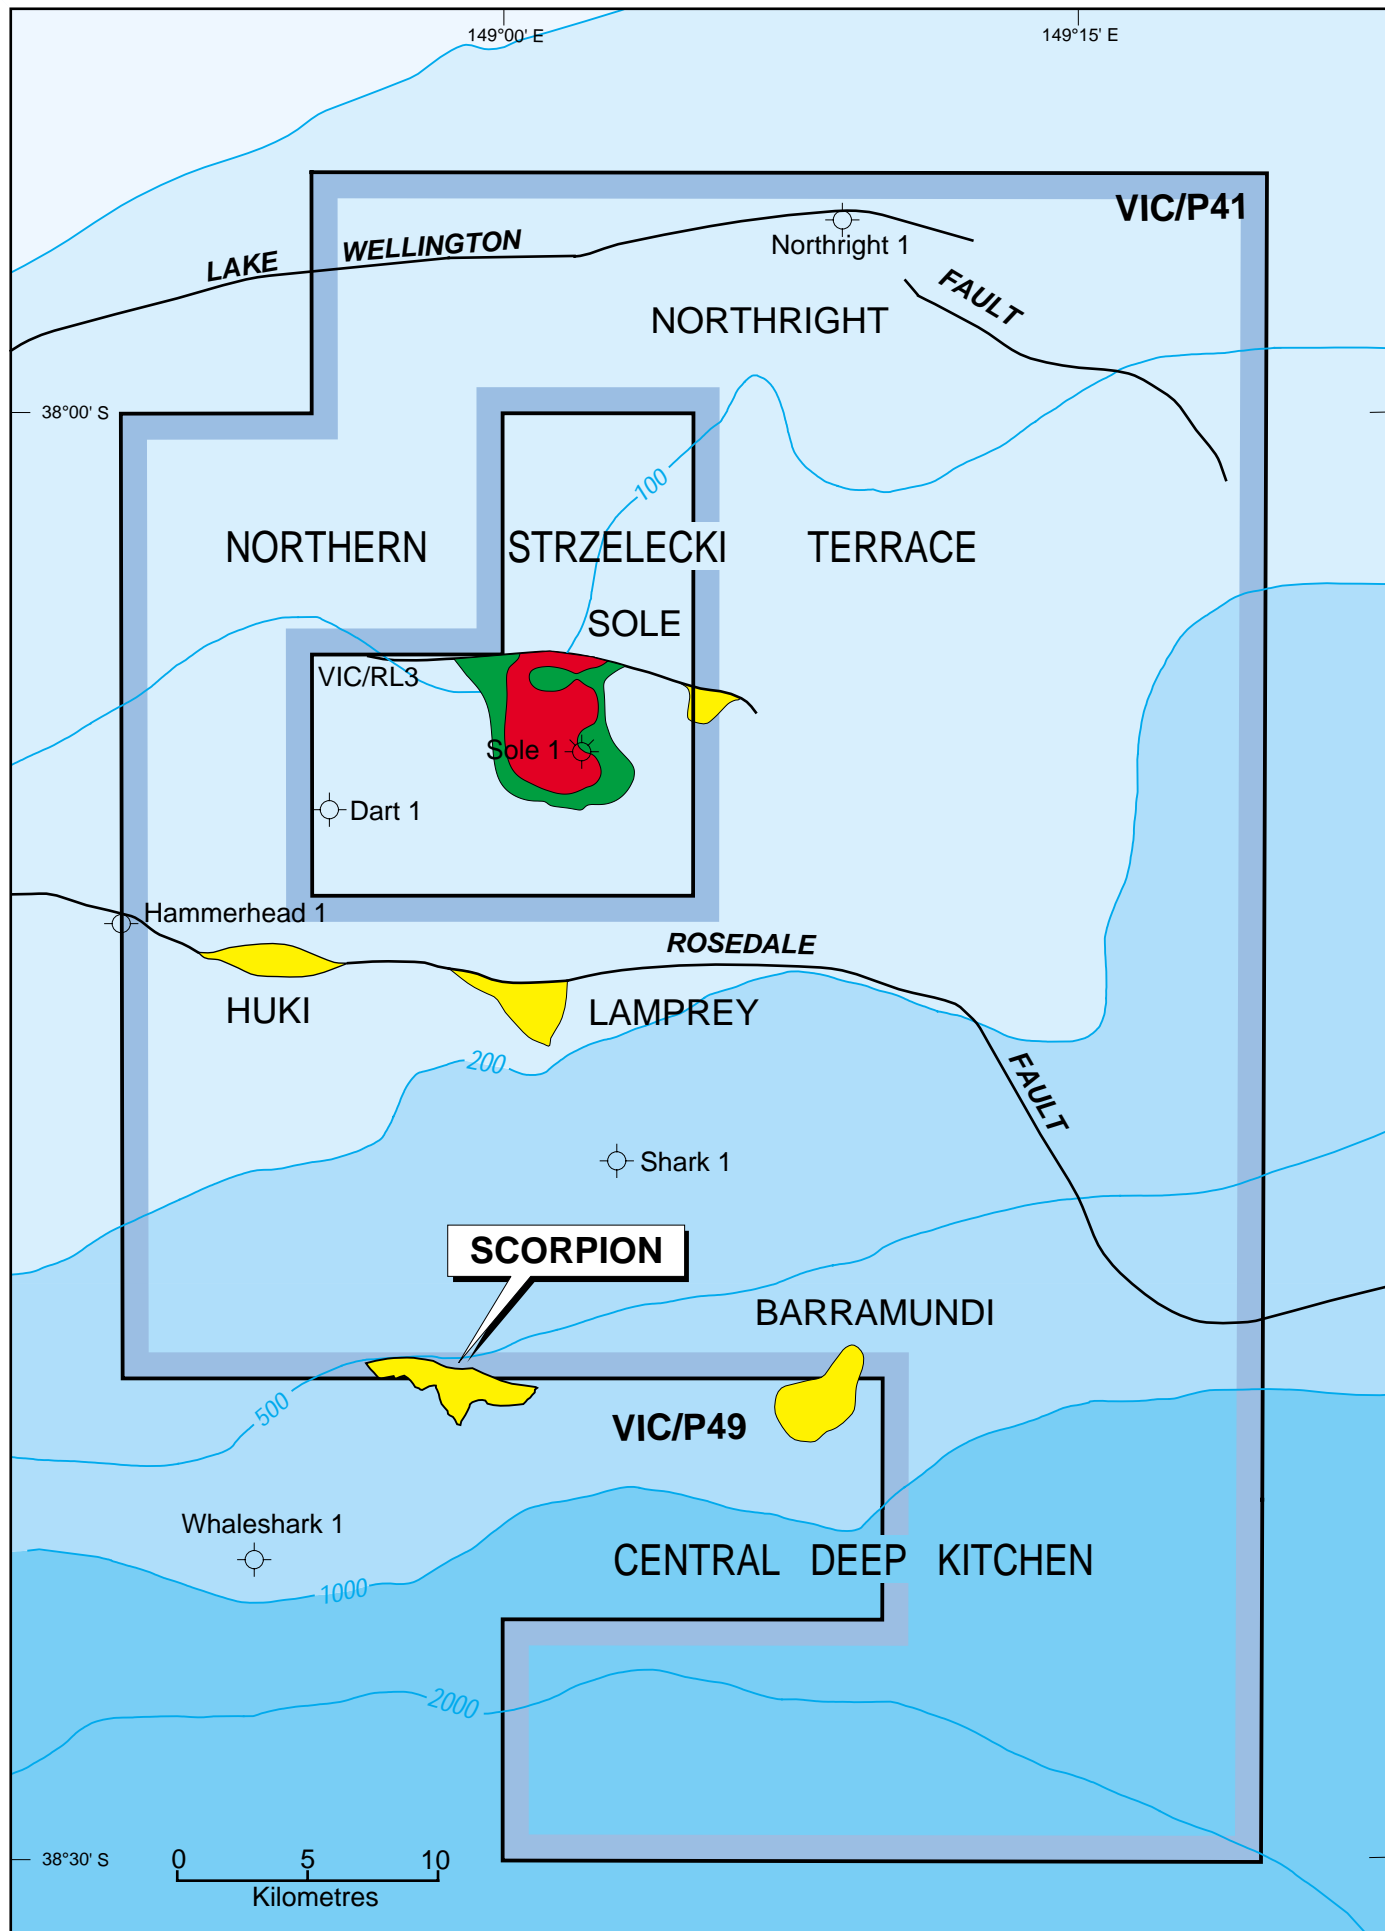 149°00' E
149°15' E
VIC/P41
LAKE WELLINGTON
Northright 1
FAULT
NORTHRIGHT
38°00' S
100
NORTHERN STRZELECKI TERRACE
SOLE
VIC/RL3
Sole 1
Dart 1
Hammerhead 1
ROSEDALE
HUKI
LAMPREY
200
FAULT
Shark 1
SCORPION
BARRAMUNDI
500
VIC/P49
Whaleshark 1
CENTRAL DEEP KITCHEN
1000
2000
38°30' S
0 5 10
Kilometres